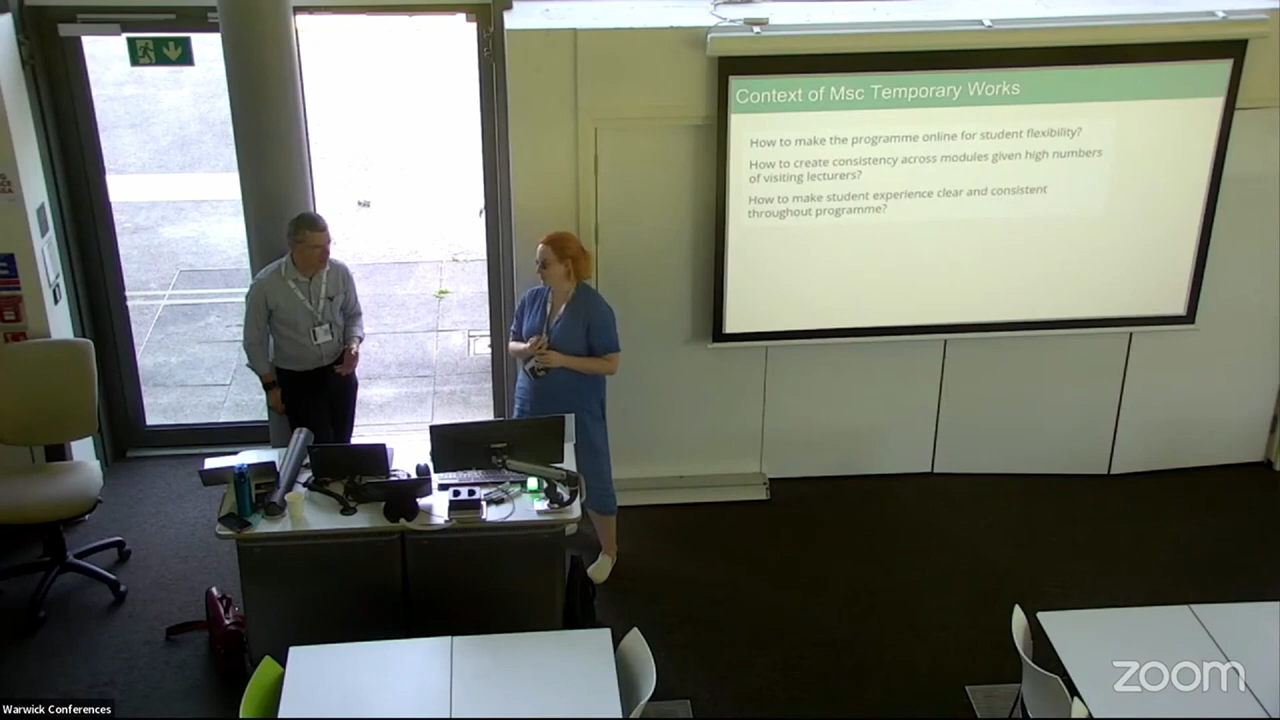 Context of Msc Temporary Works
How to make the programme online for student flexibility?
How to create consistency across modules given high numbers
of visiting lecturers?
How to make student experience clear and consistent
throughout programme?
zoom
Warwick Conferences